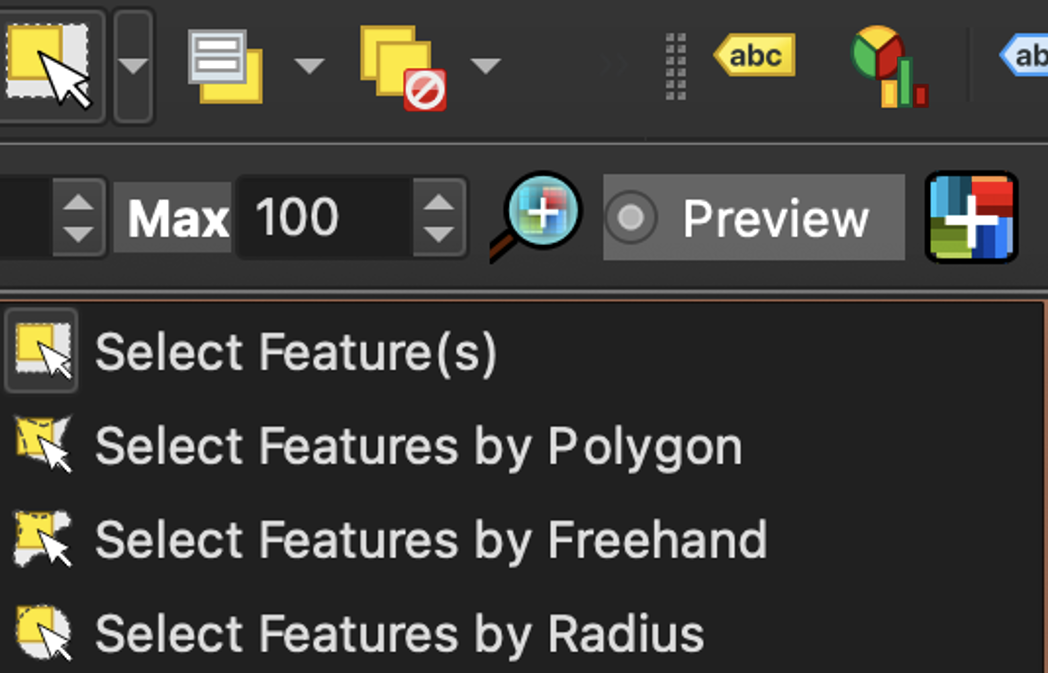 abc
ab
Max 100 Preview
Select Feature(s)
Select Features by Polygon
Select Features by Freehand
Select Features by Radius